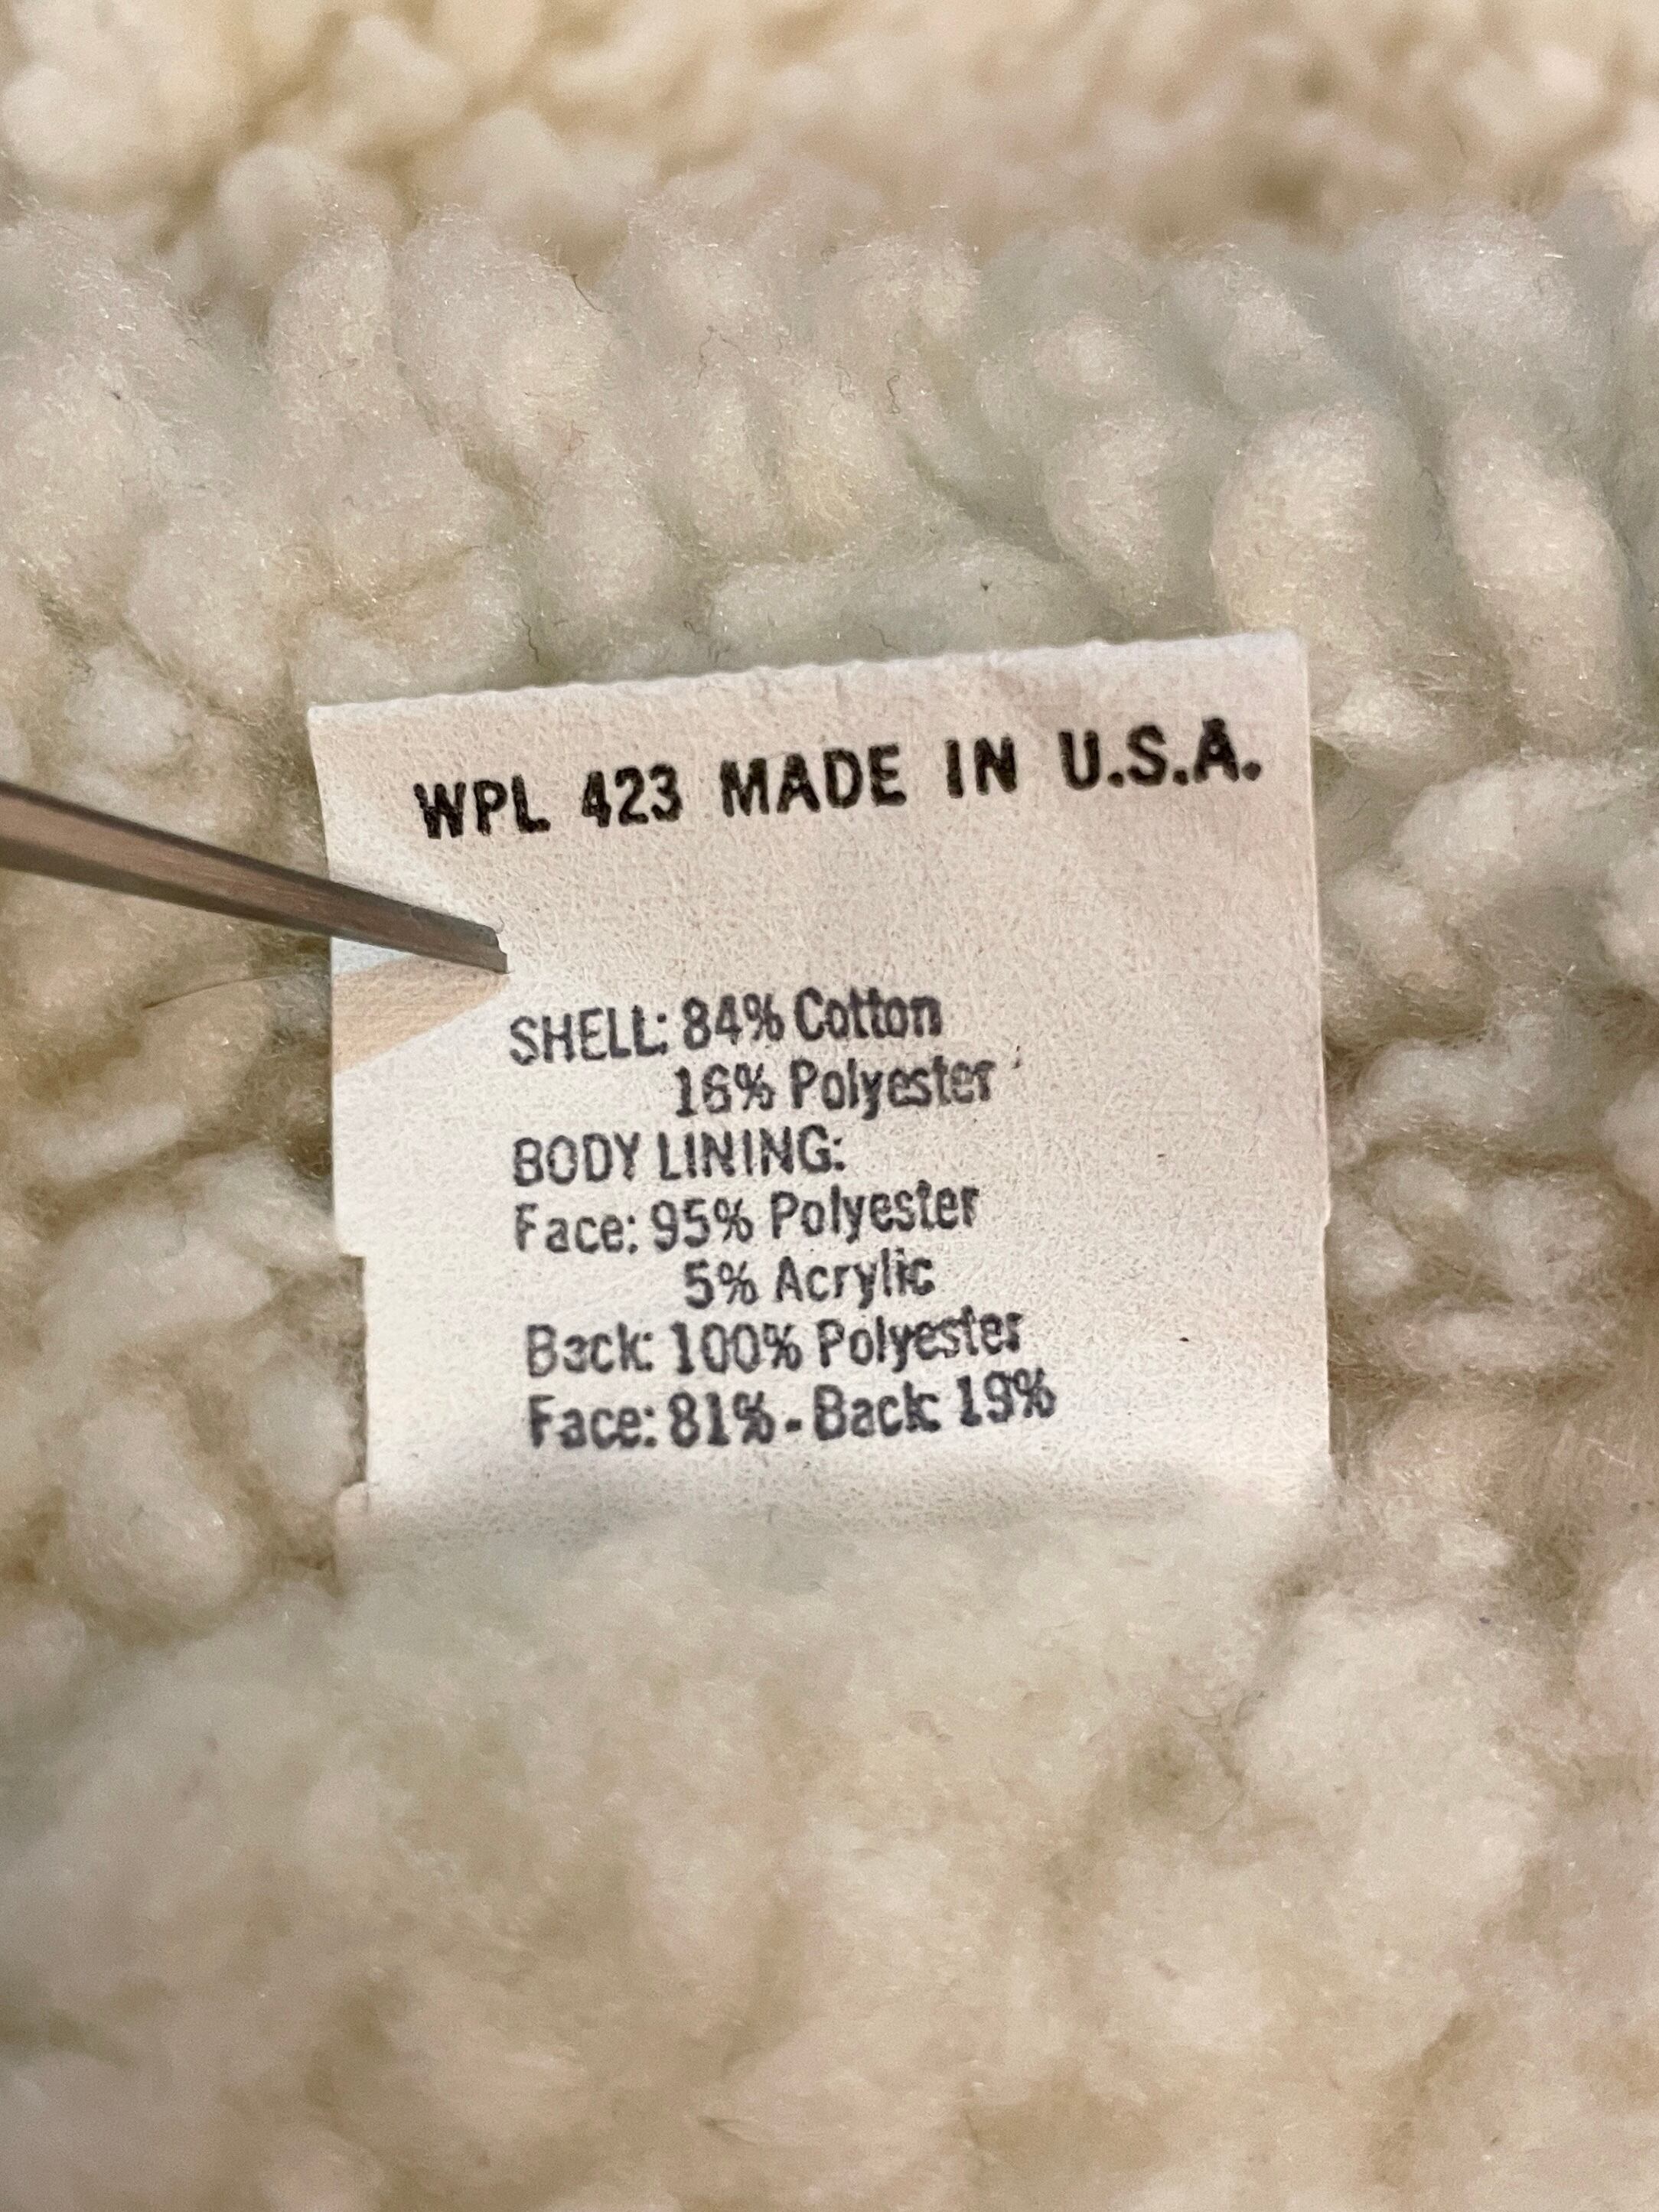 WPL 423 MADE IN U.S.A.
SHELL: 84% Cotton
16% Polyester
BODY LINING:
Face: 95% Polyester
5% Acrylic
Back: 100% Polyester
Face: 81% - Back: 19%